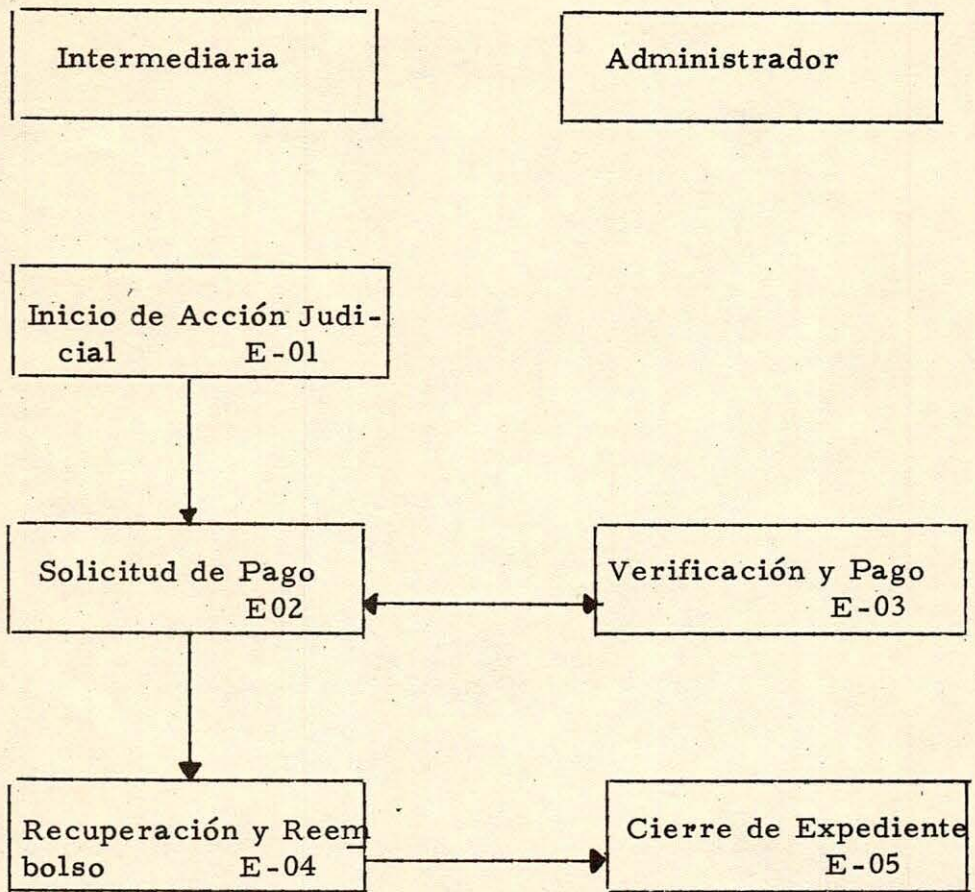 Intermediaria
Administrador
Inicio de Acción Judi-
cial E-01
Solicitud de Pago
E02
Verificación y Pago
E-03
Recuperación y Reem
bolso E-04
Cierre de Expediente
E-05